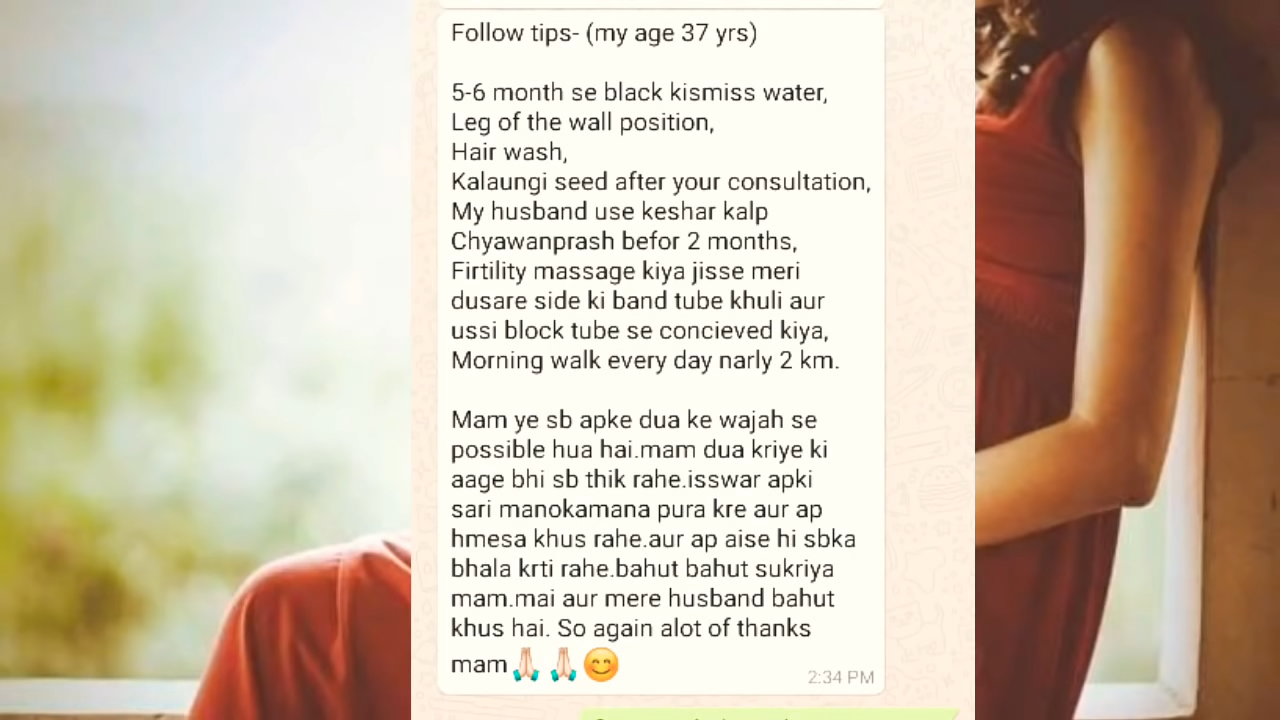 Follow tips- (my age 37 yrs)
5-6 month se black kismiss water,
Leg of the wall position,
Hair wash,
Kalaungi seed after your consultation,
My husband use keshar kalp
Chyawanprash befor 2 months,
Firtility massage kiya jisse meri
dusare side ki band tube khuli aur
ussi block tube se concieved kiya,
Morning walk every day narly 2 km.
Mam ye sb apke dua ke wajah se
possible hua hai.mam dua kriye ki
aage bhi sb thik rahe.isswar apki
sari manokamana pura kre aur ap
hmesa khus rahe.aur ap aise hi sbka
bhala krti rahe.bahut bahut sukriya
mam.mai aur mere husband bahut
khus hai. So again alot of thanks
mam🙏🏻 🙏🏻😊
2:34 PM